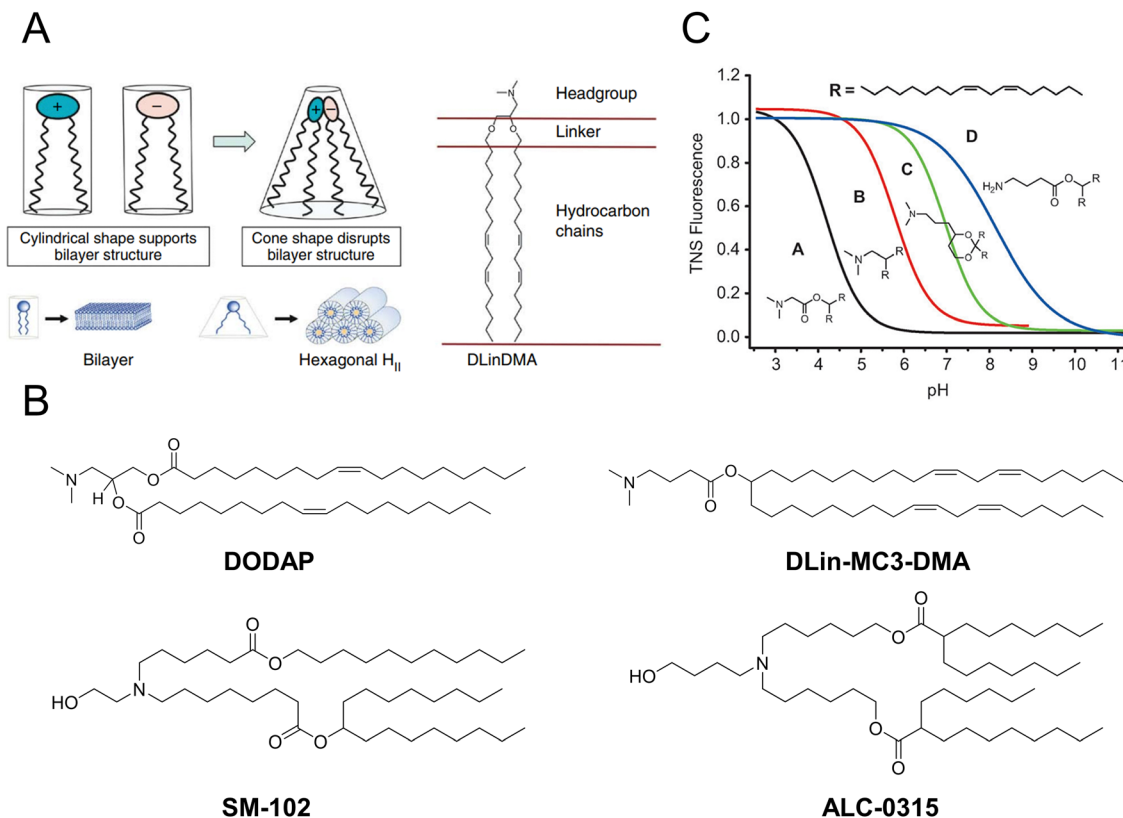 A
+
−
+
−
Cylindrical shape supports
bilayer structure
Cone shape disrupts
bilayer structure
Bilayer
Hexagonal HII
N
O
O
Headgroup
Linker
Hydrocarbon
chains
DLinDMA
C
1.2
1.0
0.8
0.6
0.4
0.2
0.0
TNS Fluorescence
3
4
5
6
7
8
9
10
11
pH
R =
A
N
O
O
R
R
B
N
R
R
C
N
O
O
R
R
D
H2N
O
O
R
R
B
N
H
O
O
O
O
DODAP
N
O
O
DLin-MC3-DMA
HO
N
O
O
O
O
SM-102
HO
N
O
O
O
O
ALC-0315